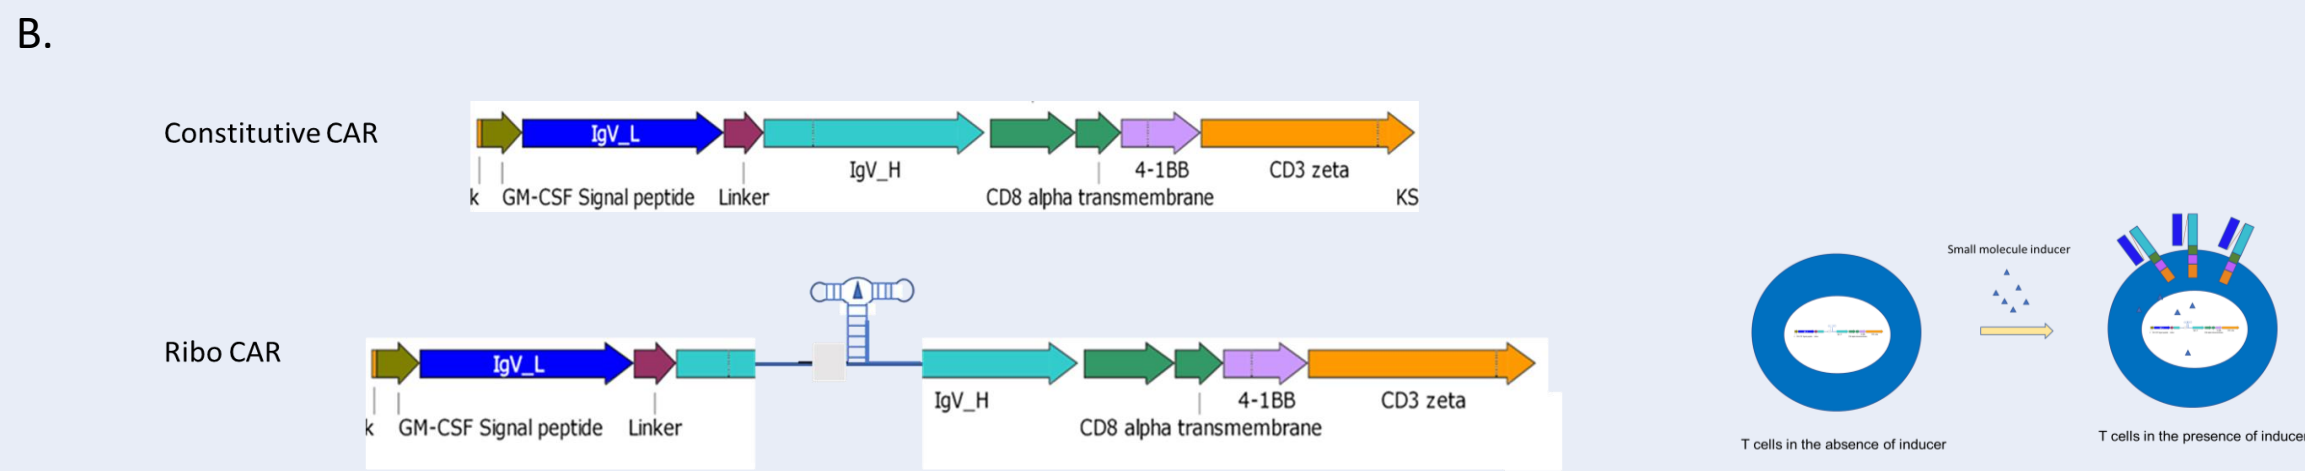 B.
Constitutive CAR
IgV_L
IgV_H
4-1BB
CD3 zeta
k
GM-CSF Signal peptide
Linker
CD8 alpha transmembrane
KS
Small molecule inducer
Ribo CAR
IgV_L
IgV_H
4-1BB
CD3 zeta
k
GM-CSF Signal peptide
Linker
CD8 alpha transmembrane
T cells in the absence of inducer
T cells in the presence of inducer